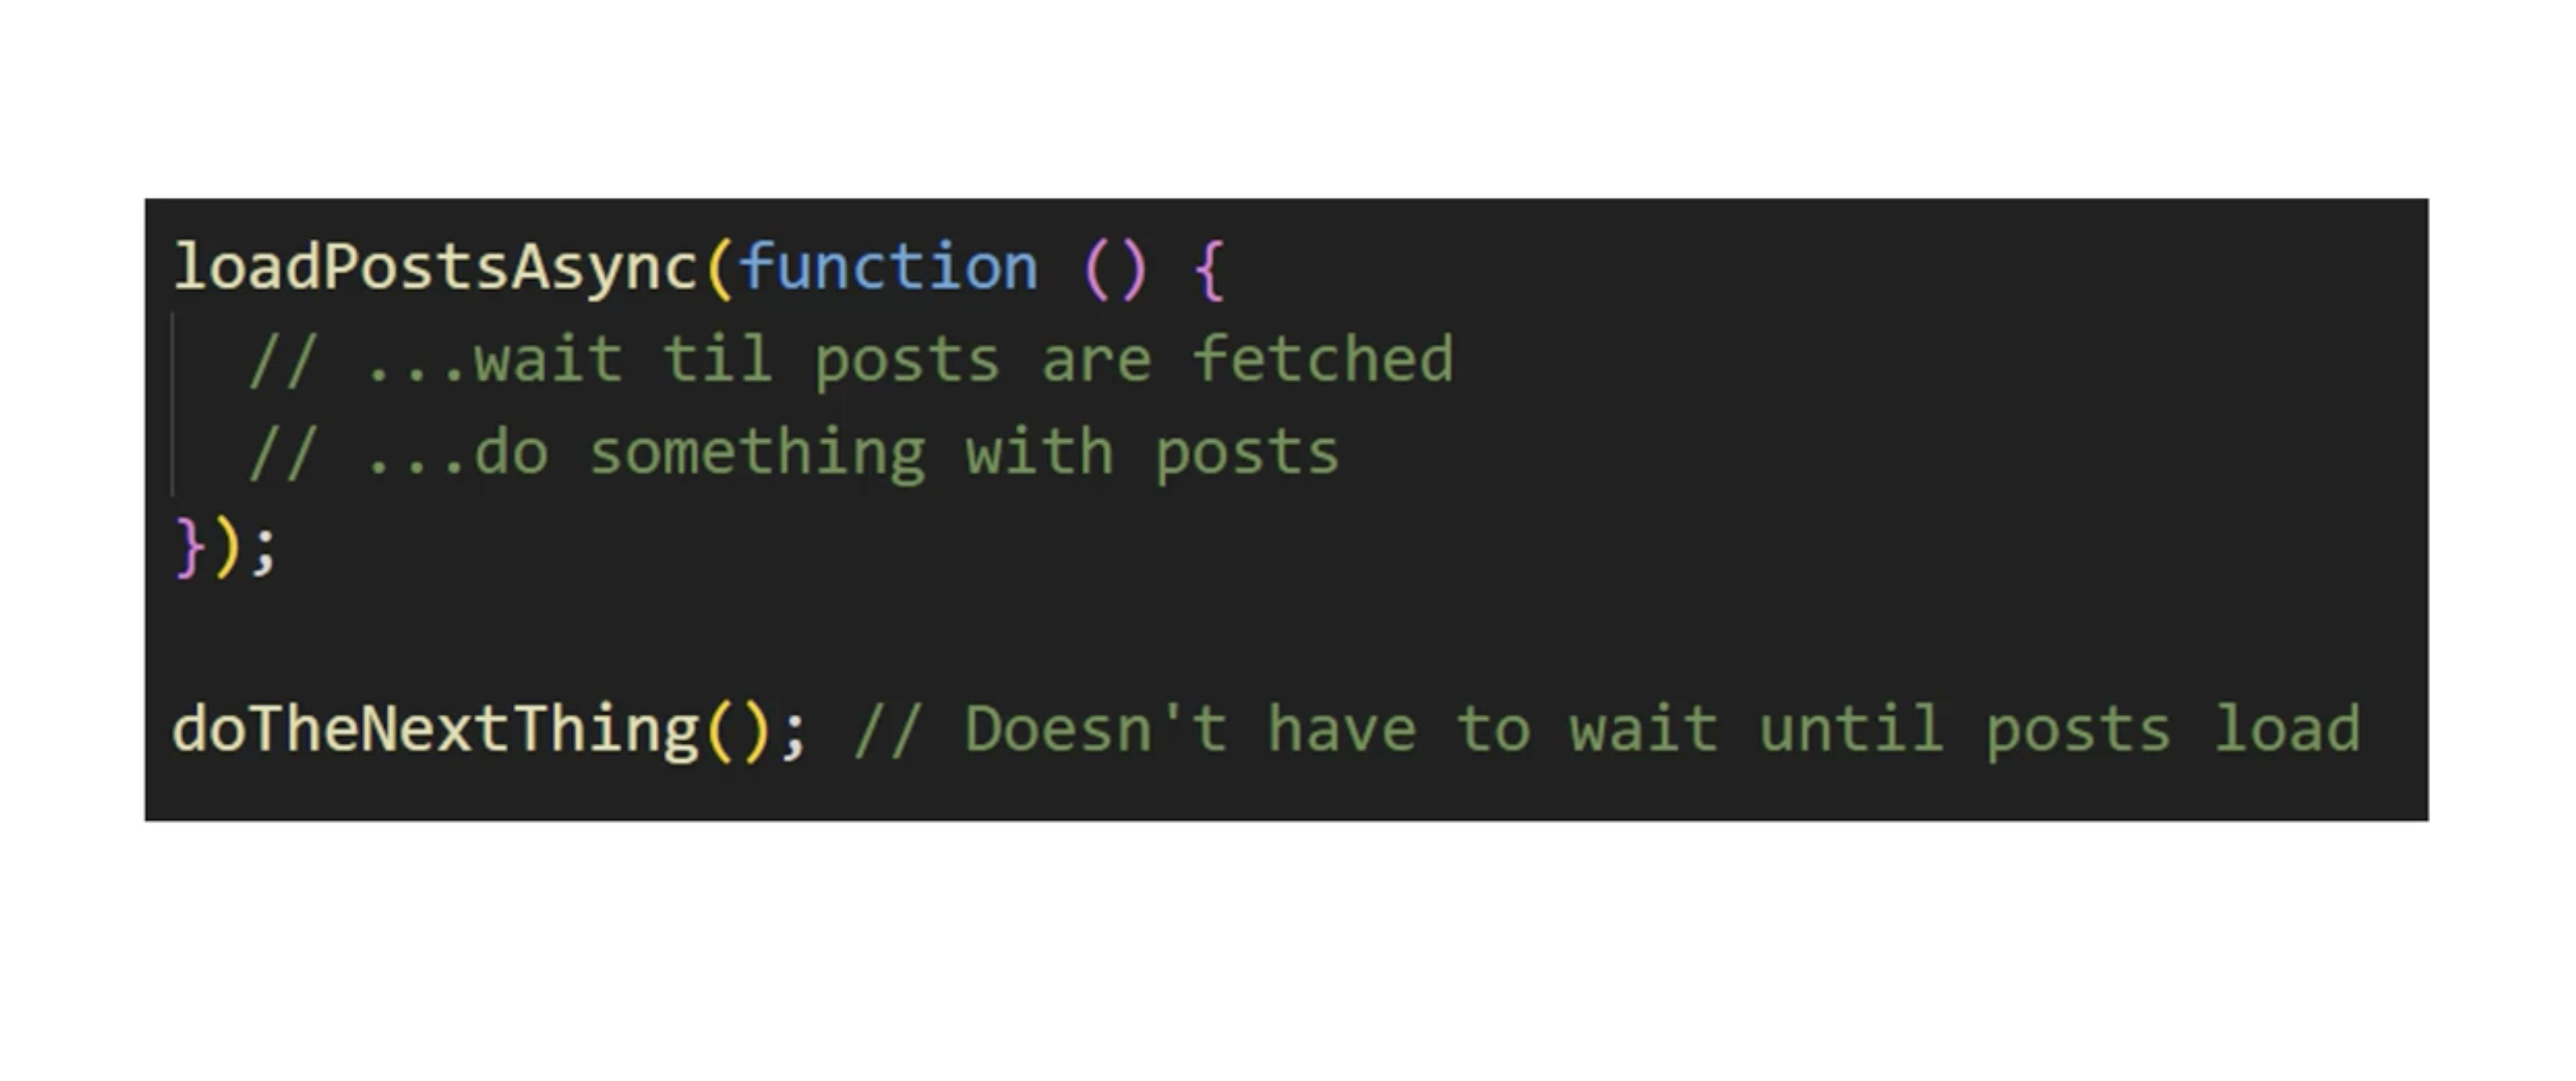 loadPostsAsync(function () {
  // ...wait til posts are fetched
  // ...do something with posts
});

doTheNextThing(); // Doesn't have to wait until posts load